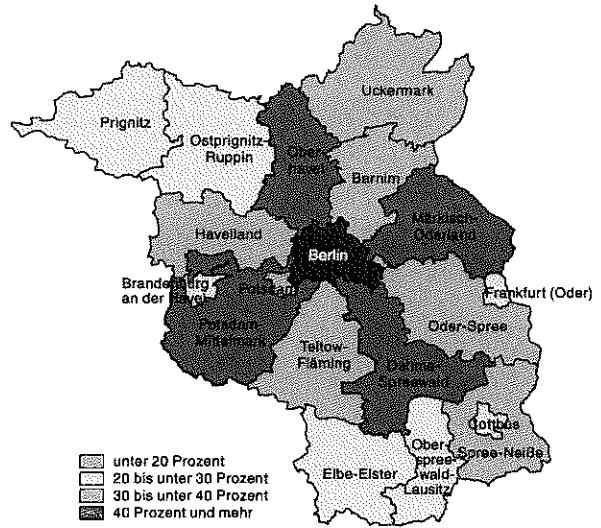 Uckermark
Prignitz
Ostprignitz-
Ruppin
Ober-
havel
Barnim
Märkisch-
Oderland
Havelland
Berlin
Brandenburg
an der Havel
Potsdam
Frankfurt (Oder)
Potsdam-
Mittelmark
Oder-Spree
Teltow-
Fläming
Dahme-
Spreewald
Cottbus
Spree-Neiße
Ober-
spree-
wald-
Lausitz
Elbe-Elster
unter 20 Prozent
20 bis unter 30 Prozent
30 bis unter 40 Prozent
40 Prozent und mehr